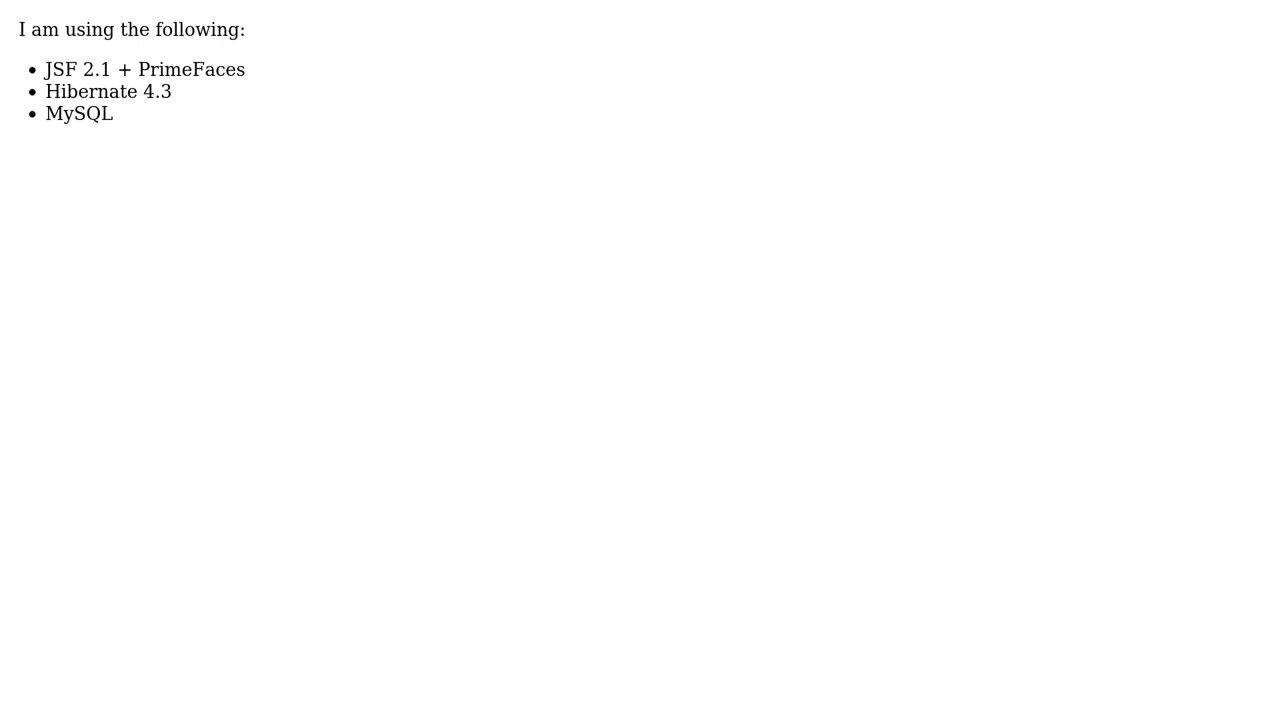 I am using the following:
• JSF 2.1 + PrimeFaces
• Hibernate 4.3
• MySQL